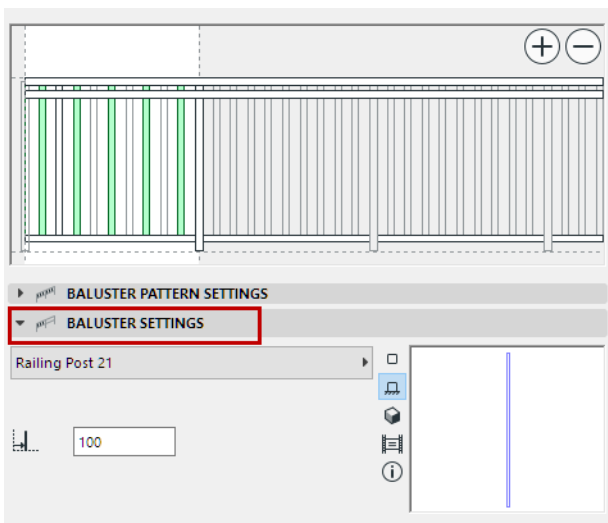 BALUSTER PATTERN SETTINGS
BALUSTER SETTINGS
Railing Post 21
100